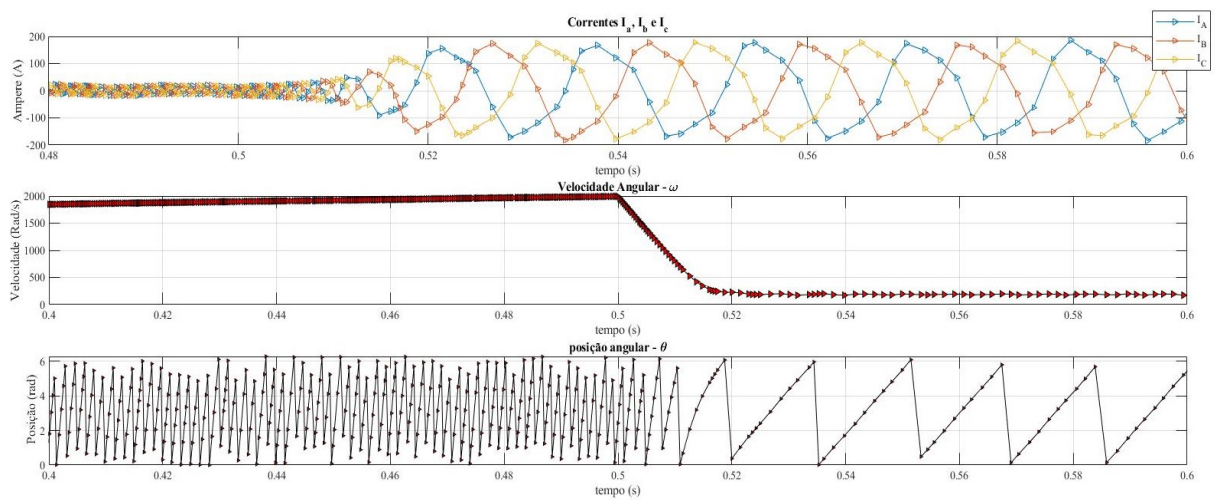 Correntes I_a, I_b e I_c
I_A
I_B
I_C
Ampere (A)
200
100
0
-100
-200
0.48 0.5 0.52 0.54 0.56 0.58 0.6
tempo (s)
Velocidade Angular - ω
Velocidade (Rad/s)
2000
1500
1000
500
0
0.4 0.42 0.44 0.46 0.48 0.5 0.52 0.54 0.56 0.58 0.6
tempo (s)
posição angular - θ
Posição (rad)
6
4
2
0
0.4 0.42 0.44 0.46 0.48 0.5 0.52 0.54 0.56 0.58 0.6
tempo (s)